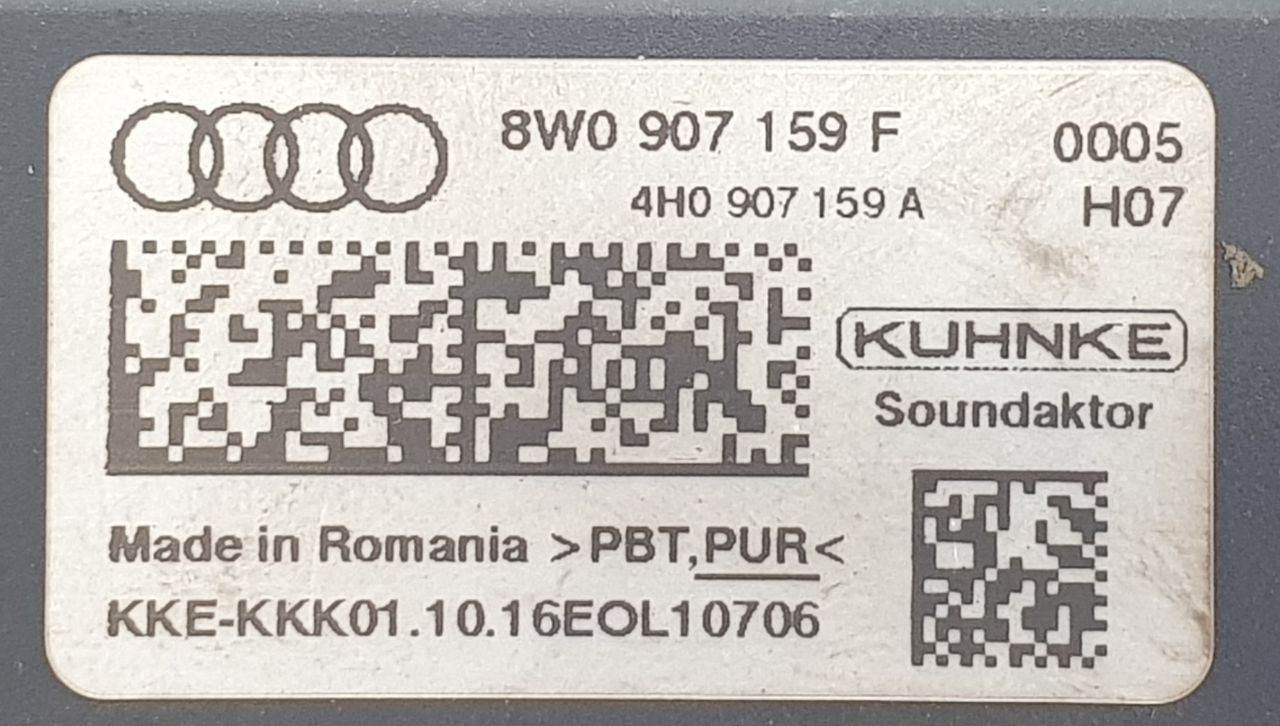 8W0 907 159 F 0005
4H0 907 159 A H07
KUHNKE
Soundaktor
Made in Romania >PBT,PUR<
KKE-KKK01.10.16EOL10706